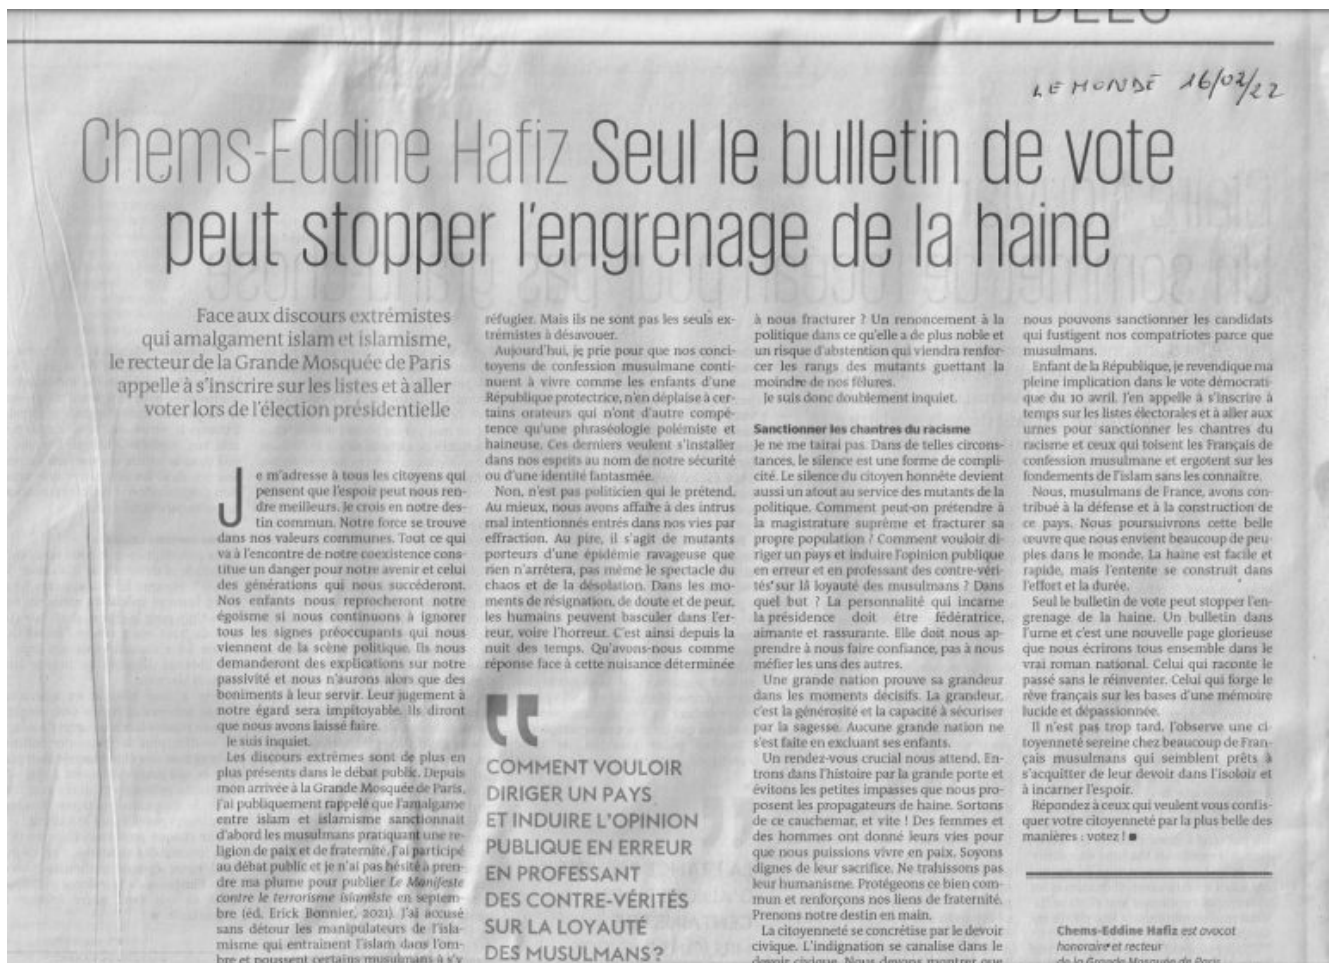 LE MONDE 16/02/22
Chems-Eddine Hafiz Seul le bulletin de vote
peut stopper l'engrenage de la haine
Face aux discours extrémistes
qui amalgament islam et islamisme,
le recteur de la Grande Mosquée de Paris
appelle à s'inscrire sur les listes et à aller
voter lors de l'élection présidentielle
Je m'adresse à tous les citoyens qui
pensent que l'espoir peut nous ren-
dre meilleurs. Je crois en notre des-
tin commun. Notre force se trouve
dans nos valeurs communes. Tout ce qui
va à l'encontre de notre coexistence cons-
titue un danger pour notre avenir et celui
des générations qui nous succéderont.
Nos enfants nous reprocheront notre
égoïsme si nous continuons à ignorer
tous les signes préoccupants qui nous
viennent de la scène politique. Ils nous
demanderont des explications sur notre
passivité et nous n'aurons alors que des
boniments à leur servir. Leur jugement à
notre égard sera impitoyable. Ils diront
que nous avons laissé faire.
Je suis inquiet.
Les discours extrêmes sont de plus en
plus présents dans le débat public. Depuis
mon arrivée à la Grande Mosquée de Paris,
j'ai publiquement rappelé que l'amalgame
entre islam et islamisme sanctionnait
d'abord les musulmans pratiquant une re-
ligion de paix et de fraternité. J'ai participé
au débat public et je n'ai pas hésité à pren-
dre ma plume pour publier Le Manifeste
contre le terrorisme islamiste en septem-
bre (éd. Erick Bonnier, 2021). J'ai accusé
sans détour les manipulateurs de l'isla-
misme qui entraînent l'islam dans l'om-
bre et poussent certains musulmans à s'y
réfugier. Mais ils ne sont pas les seuls ex-
trémistes à désavouer.
Aujourd'hui, je prie pour que nos conci-
toyens de confession musulmane conti-
nuent à vivre comme les enfants d'une
République protectrice, n'en déplaise à cer-
tains orateurs qui n'ont d'autre compé-
tence qu'une phraséologie polémiste et
haineuse. Ces derniers veulent s'installer
dans nos esprits au nom de notre sécurité
ou d'une identité fantasmée.
Non, n'est pas politicien qui le prétend.
Au mieux, nous avons affaire à des intrus
mal intentionnés entrés dans nos vies par
effraction. Au pire, il s'agit de mutants
porteurs d'une épidémie ravageuse que
rien n'arrêtera, pas même le spectacle du
chaos et de la désolation. Dans les mo-
ments de résignation, de doute et de peur,
les humains peuvent basculer dans l'er-
reur, voire l'horreur. C'est ainsi depuis la
nuit des temps. Qu'avons-nous comme
réponse face à cette nuisance déterminée
COMMENT VOULOIR
DIRIGER UN PAYS
ET INDUIRE L'OPINION
PUBLIQUE EN ERREUR
EN PROFESSANT
DES CONTRE-VÉRITÉS
SUR LA LOYAUTÉ
DES MUSULMANS ?
à nous fracturer ? Un renoncement à la
politique dans ce qu'elle a de plus noble et
un risque d'abstention qui viendra renfor-
cer les rangs des mutants guettant la
moindre de nos fêlures.
Je suis donc doublement inquiet.
Sanctionner les chantres du racisme
Je ne me tairai pas. Dans de telles circons-
tances, le silence est une forme de compli-
cité. Le silence du citoyen honnête devient
aussi un atout au service des mutants de la
politique. Comment peut-on prétendre à
la magistrature suprême et fracturer sa
propre population ? Comment vouloir di-
riger un pays et induire l'opinion publique
en erreur et en professant des contre-véri-
tés sur la loyauté des musulmans ? Dans
quel but ? La personnalité qui incarne
la présidence doit être fédératrice,
aimante et rassurante. Elle doit nous ap-
prendre à nous faire confiance, pas à nous
méfier les uns des autres.
Une grande nation prouve sa grandeur
dans les moments décisifs. La grandeur,
c'est la générosité et la capacité à sécuriser
par la sagesse. Aucune grande nation ne
s'est faite en excluant ses enfants.
Un rendez-vous crucial nous attend. En-
trons dans l'histoire par la grande porte et
évitons les petites impasses que nous pro-
posent les propagateurs de haine. Sortons
de ce cauchemar, et vite ! Des femmes et
des hommes ont donné leurs vies pour
que nous puissions vivre en paix. Soyons
dignes de leur sacrifice. Ne trahissons pas
leur humanisme. Protégeons ce bien com-
mun et renforçons nos liens de fraternité.
Prenons notre destin en main.
La citoyenneté se concrétise par le devoir
civique. L'indignation se canalise dans le
devoir civique. Nous devons montrer que
nous pouvons sanctionner les candidats
qui fustigent nos compatriotes parce que
musulmans.
Enfant de la République, je revendique ma
pleine implication dans le vote démocrati-
que du 10 avril. J'en appelle à s'inscrire à
temps sur les listes électorales et à aller aux
urnes pour sanctionner les chantres du
racisme et ceux qui toisent les Français de
confession musulmane et ergotent sur les
fondements de l'islam sans les connaître.
Nous, musulmans de France, avons con-
tribué à la défense et à la construction de
ce pays. Nous poursuivrons cette belle
œuvre que nous envient beaucoup de peu-
ples dans le monde. La haine est facile et
rapide, mais l'entente se construit dans
l'effort et la durée.
Seul le bulletin de vote peut stopper l'en-
grenage de la haine. Un bulletin dans
l'urne et c'est une nouvelle page glorieuse
que nous écrirons tous ensemble dans le
vrai roman national. Celui qui raconte le
passé sans le réinventer. Celui qui forge le
rêve français sur les bases d'une mémoire
lucide et dépassionnée.
Il n'est pas trop tard. J'observe une ci-
toyenneté sereine chez beaucoup de Fran-
çais musulmans qui semblent prêts à
s'acquitter de leur devoir dans l'isoloir et
à incarner l'espoir.
Répondez à ceux qui veulent vous confis-
quer votre citoyenneté par la plus belle des
manières : votez !
Chems-Eddine Hafiz est avocat
honoraire et recteur
de la Grande Mosquée de Paris